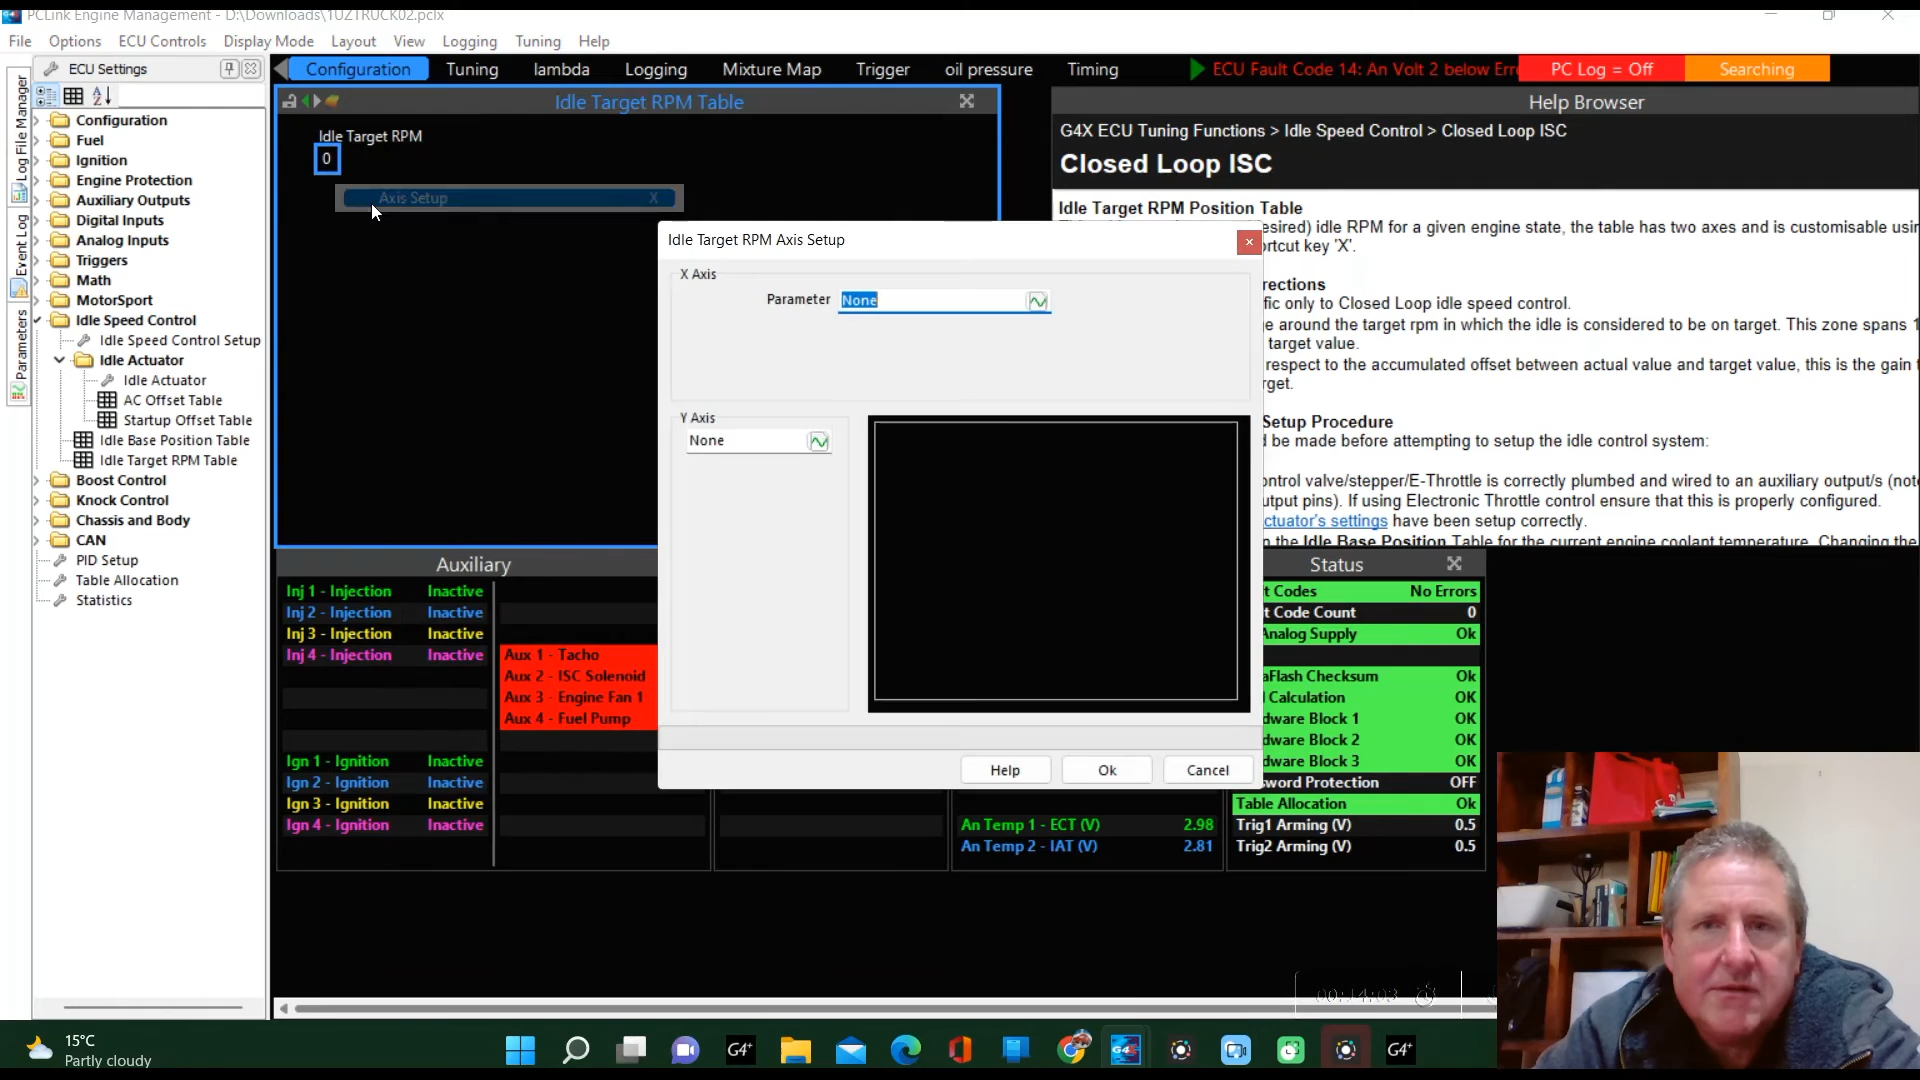 PCLink Engine Management - D:\Downloads\1UZTRUCK02.pclx
File Options ECU Controls Display Mode Layout View Logging Tuning Help
Log File Manager
Event Log
Parameters
ECU Settings
Configuration
Fuel
Ignition
Engine Protection
Auxiliary Outputs
Digital Inputs
Analog Inputs
Triggers
Math
MotorSport
Idle Speed Control
Idle Speed Control Setup
Idle Actuator
Idle Actuator
AC Offset Table
Startup Offset Table
Idle Base Position Table
Idle Target RPM Table
Boost Control
Knock Control
Chassis and Body
CAN
PID Setup
Table Allocation
Statistics
Configuration Tuning lambda Logging Mixture Map Trigger oil pressure Timing
ECU Fault Code 14: An Volt 2 below Erro
PC Log = Off
Searching
Idle Target RPM Table
Idle Target RPM
0
Axis Setup X
Help Browser
G4X ECU Tuning Functions > Idle Speed Control > Closed Loop ISC
Closed Loop ISC
Idle Target RPM Position Table
esired) idle RPM for a given engine state, the table has two axes and is customisable usin
ortcut key 'X'.
rections
fic only to Closed Loop idle speed control.
e around the target rpm in which the idle is considered to be on target. This zone spans 1
target value.
respect to the accumulated offset between actual value and target value, this is the gain
rget.
Setup Procedure
d be made before attempting to setup the idle control system:
ontrol valve/stepper/E-Throttle is correctly plumbed and wired to an auxiliary output/s (not
utput pins). If using Electronic Throttle control ensure that this is properly configured.
ctuator's settings have been setup correctly.
n the Idle Base Position Table for the current engine coolant temperature. Changing the
Idle Target RPM Axis Setup
X Axis
Parameter None
Y Axis
None
Help Ok Cancel
Auxiliary
Inj 1 - Injection Inactive
Inj 2 - Injection Inactive
Inj 3 - Injection Inactive
Inj 4 - Injection Inactive
Ign 1 - Ignition Inactive
Ign 2 - Ignition Inactive
Ign 3 - Ignition Inactive
Ign 4 - Ignition Inactive
Aux 1 - Tacho
Aux 2 - ISC Solenoid
Aux 3 - Engine Fan 1
Aux 4 - Fuel Pump
An Temp 1 - ECT (V) 2.98
An Temp 2 - IAT (V) 2.81
Status
t Codes No Errors
t Code Count 0
Analog Supply Ok
aFlash Checksum Ok
l Calculation OK
dware Block 1 OK
dware Block 2 OK
dware Block 3 OK
sword Protection OFF
Table Allocation Ok
Trig1 Arming (V) 0.5
Trig2 Arming (V) 0.5
00:14:03
15°C
Partly cloudy
G4+
G4X
G4+